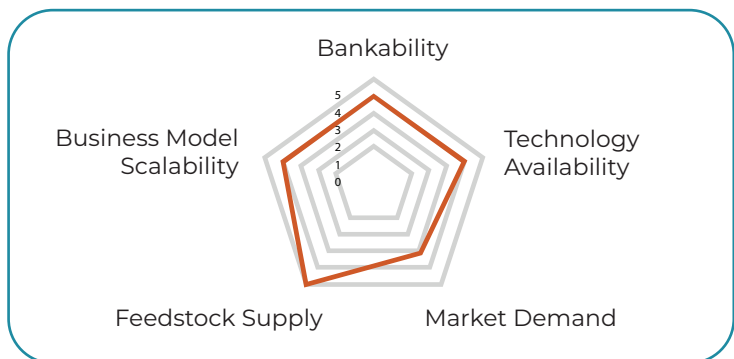 Bankability
5
4
3
2
1
0
Business Model
Scalability
Technology
Availability
Feedstock Supply
Market Demand